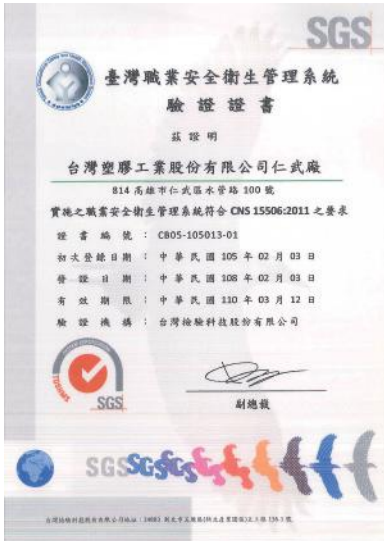 SGS
臺灣職業安全衛生管理系統
驗證證書
茲證明
台灣塑膠工業股份有限公司仁武廠
814 高雄市仁武區水管路 100 號
實施之職業安全衛生管理系統符合 CNS 15506:2011 之要求
證書編號 : CB05-105013-01
初次登錄日期 : 中華民國 105 年 02 月 03 日
發證日期 : 中華民國 108 年 02 月 03 日
有效期限 : 中華民國 110 年 03 月 12 日
驗證機構 : 台灣檢驗科技股份有限公司
TOSHMS
SGS
副總裁
SGSSGSSGS